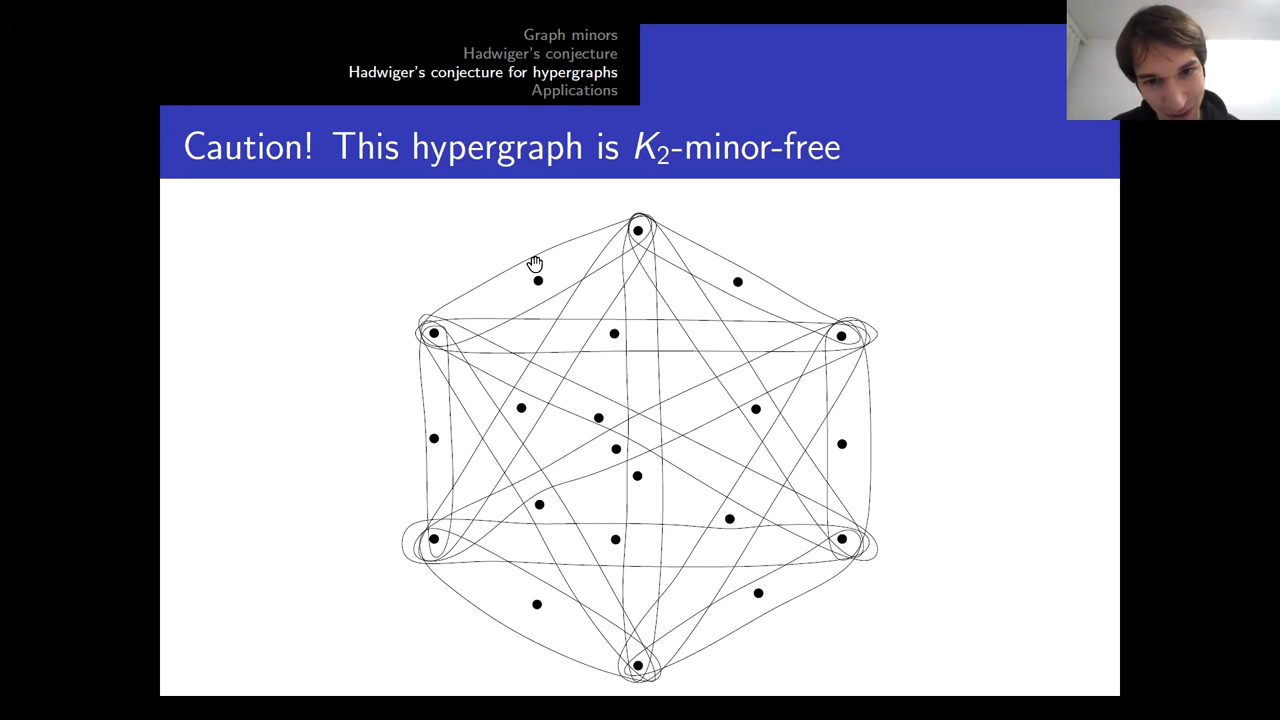 Graph minors
Hadwiger's conjecture
Hadwiger's conjecture for hypergraphs
Applications
Caution! This hypergraph is K₂-minor-free